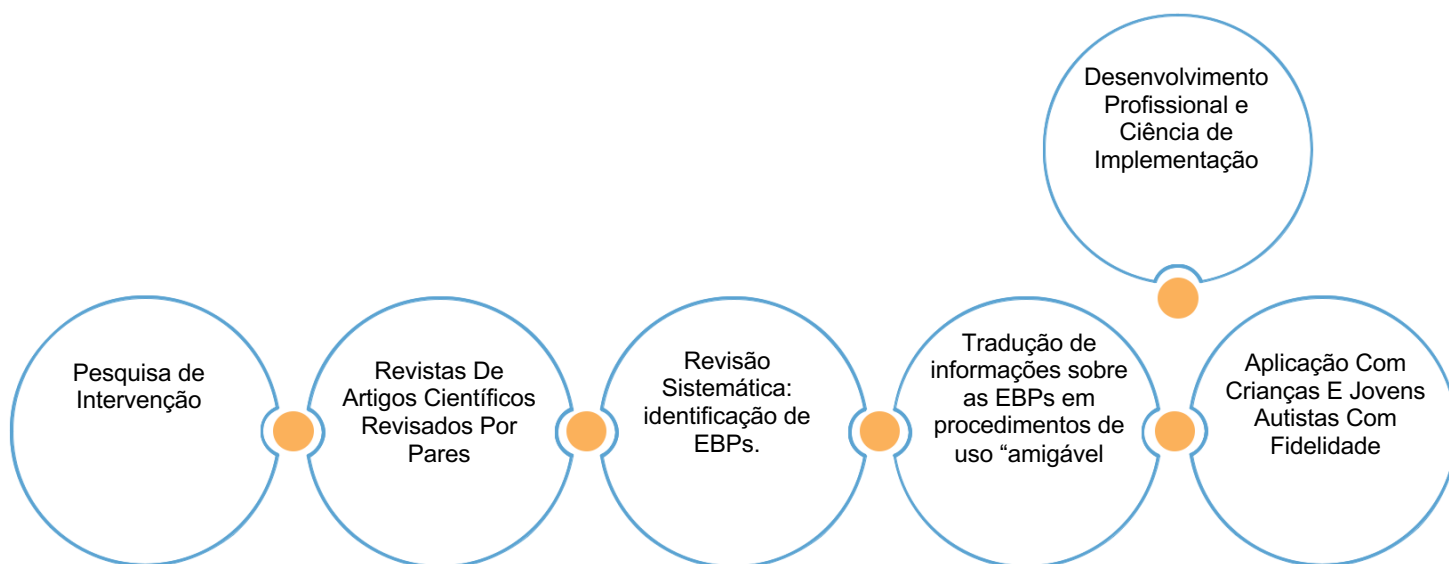 Desenvolvimento
Profissional e
Ciência de
Implementação
Pesquisa de
Intervenção
Revistas De
Artigos Científicos
Revisados Por
Pares
Revisão
Sistemática:
identificação de
EBPs.
Tradução de
informações sobre
as EBPs em
procedimentos de
uso “amigável
Aplicação Com
Crianças E Jovens
Autistas Com
Fidelidade